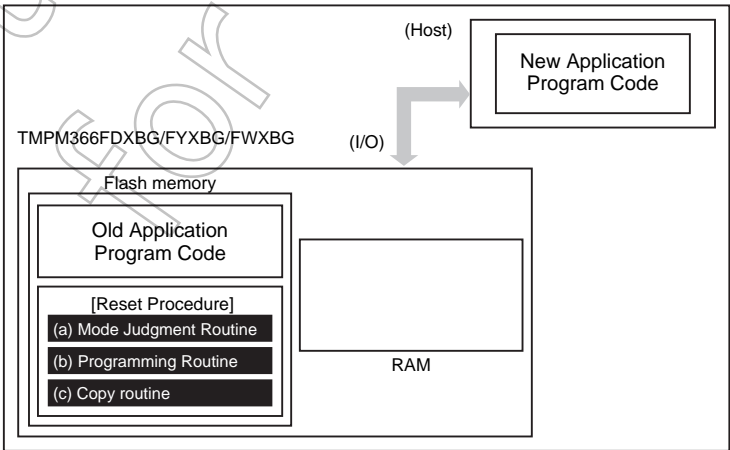 (Host)
New Application
Program Code
TMPM366FDXBG/FYXBG/FWXBG
(I/O)
Flash memory
Old Application
Program Code
[Reset Procedure]
(a) Mode Judgment Routine
(b) Programming Routine
(c) Copy routine
RAM
for